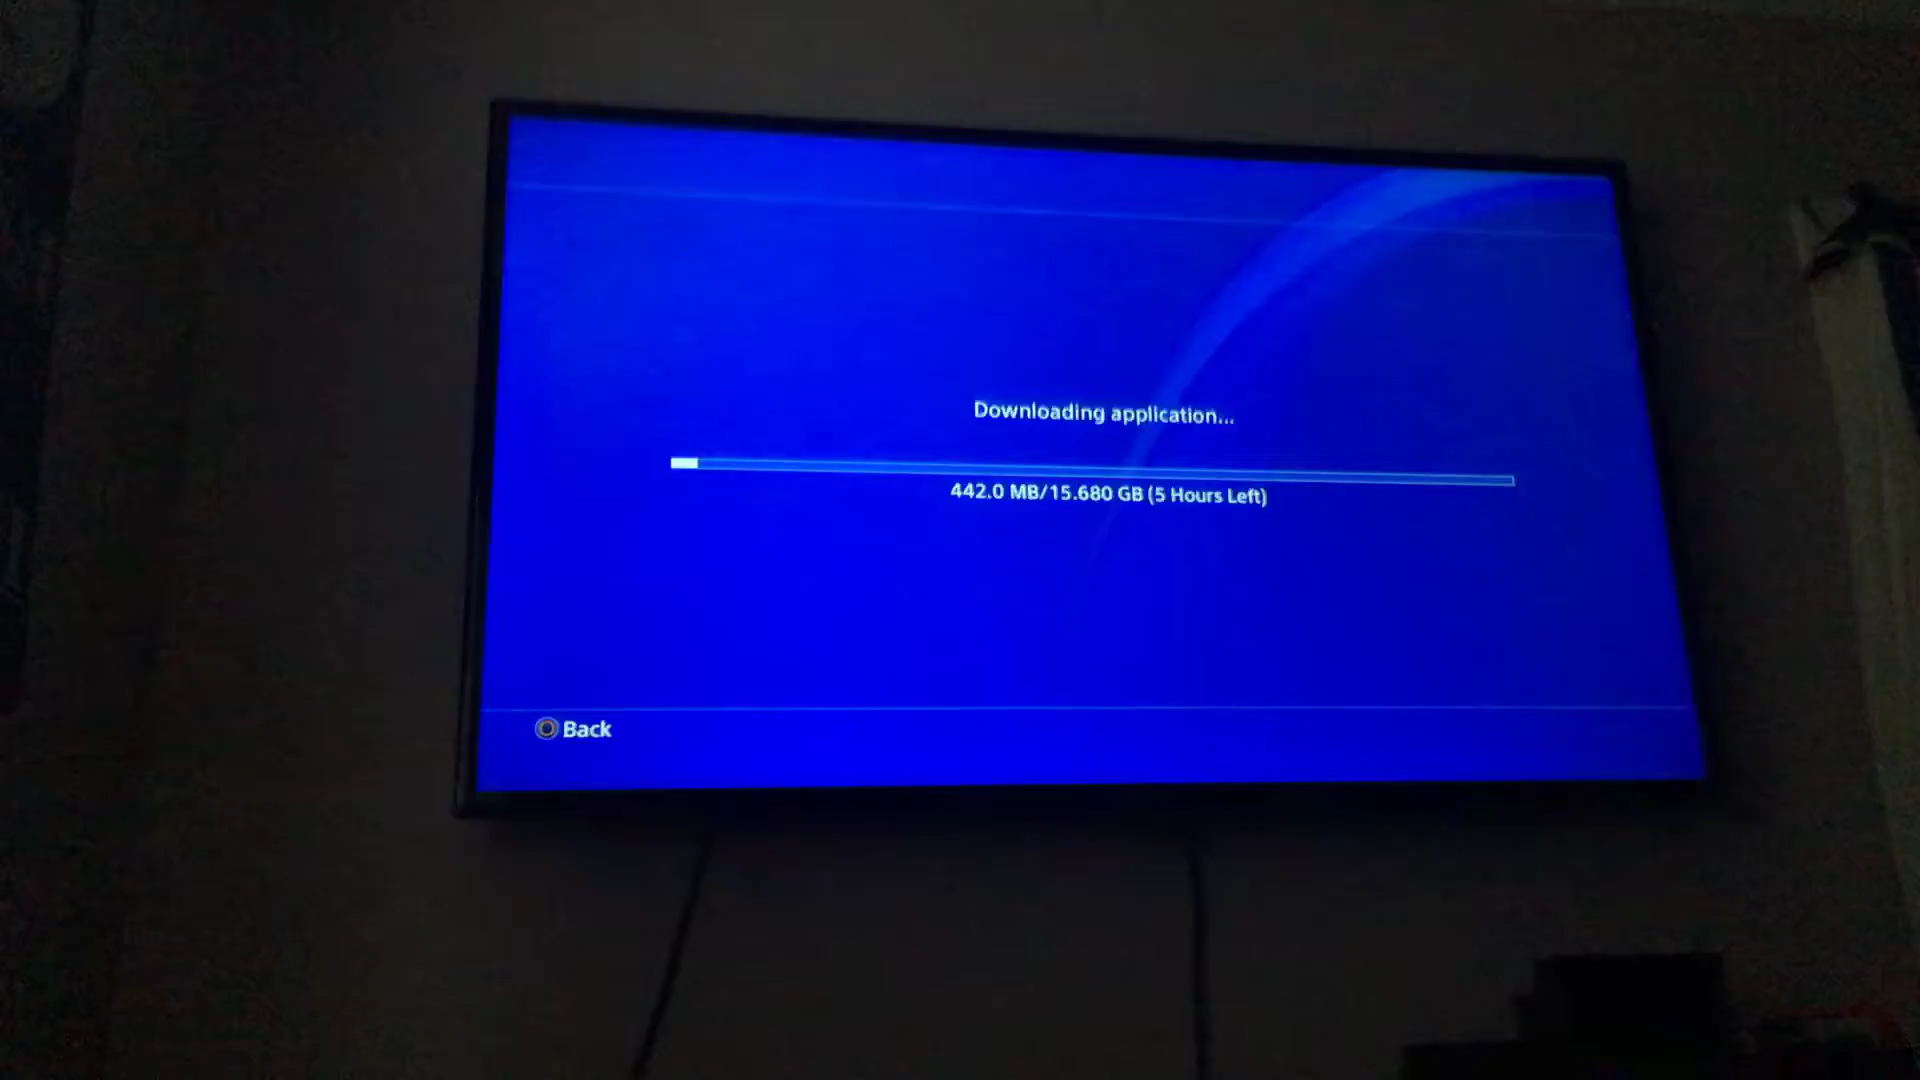 Downloading application...
442.0 MB/15.680 GB (5 Hours Left)
Back